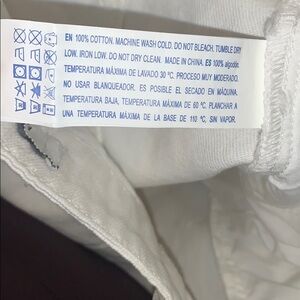 EN 100% COTTON. MACHINE WASH COLD. DO NOT BLEACH. TUMBLE DRY
LOW. IRON LOW. DO NOT DRY CLEAN. MADE IN CHINA. ES 100% algodón
TEMPERATURA MÁXIMA DE LAVADO 30 ºC. PROCESO MUY MODERADO.
NO USAR BLANQUEADOR. ES POSIBLE EL SECADO EN MÁQUINA.
TEMPERATURA BAJA, TEMPERATURA MÁXIMA DE 60 ºC. PLANCHAR A
UNA TEMPERATURA MÁXIMA DE LA BASE DE 110 ºC, SIN VAPOR.